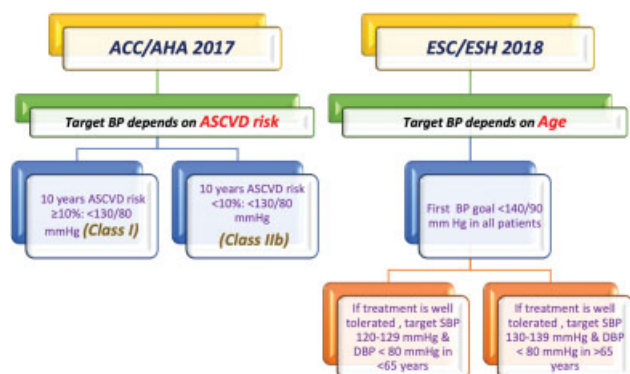 ACC/AHA 2017
Target BP depends on ASCVD risk
10 years ASCVD risk
≥10%: <130/80
mmHg (Class I)
10 years ASCVD risk
<10%: <130/80
mmHg
(Class IIb)
ESC/ESH 2018
Target BP depends on Age
First BP goal <140/90
mm Hg in all patients
If treatment is well
tolerated , target SBP
120-129 mmHg &
DBP < 80 mmHg in
<65 years
If treatment is well
tolerated , target SBP
130-139 mmHg & DBP
< 80 mmHg in >65
years